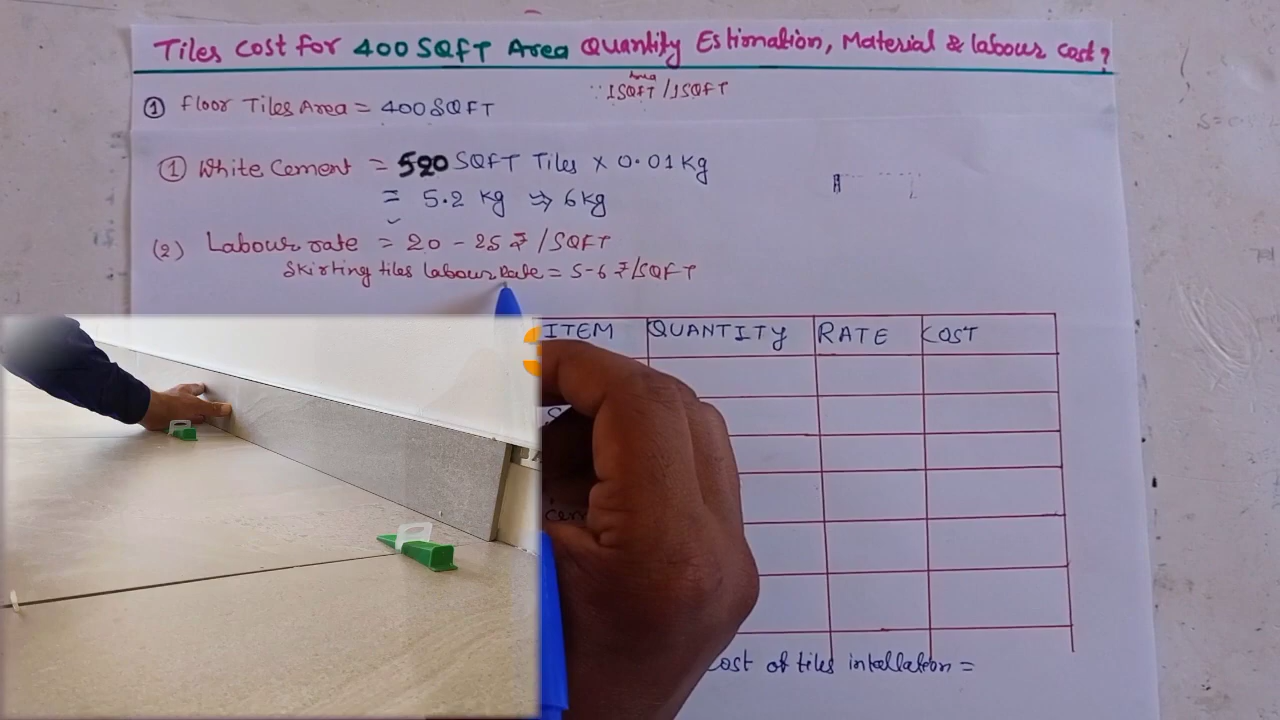 Tiles Cost for 400 SQFT Area Quantity Estimation, Material & labour Cost?
Area
∵ 1SQFT/1SQFT
① Floor Tiles Area = 400 SQFT
① White Cement = 520 SQFT Tiles × 0.01 Kg
= 5.2 kg ⇒ 6 kg
(2) Labour rate = 20 - 25 ₹ / SQFT
Skirting tiles labour Rate = 5-6 ₹/SQFT
ITEM QUANTITY RATE COST
Cost of tiles intallation =